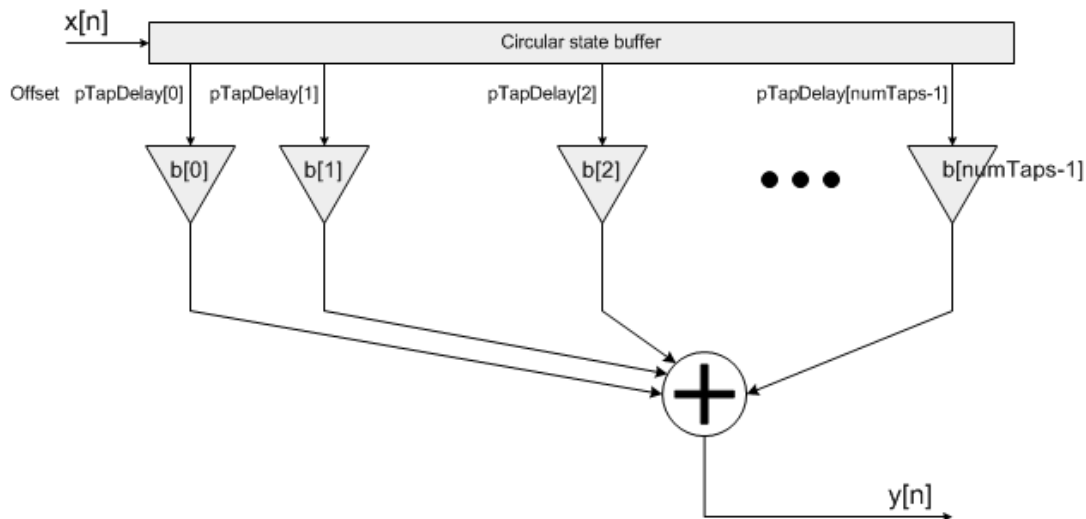 x[n]
Circular state buffer
Offset pTapDelay[0] pTapDelay[1] pTapDelay[2] pTapDelay[numTaps-1]
b[0] b[1] b[2] b[numTaps-1]
y[n]